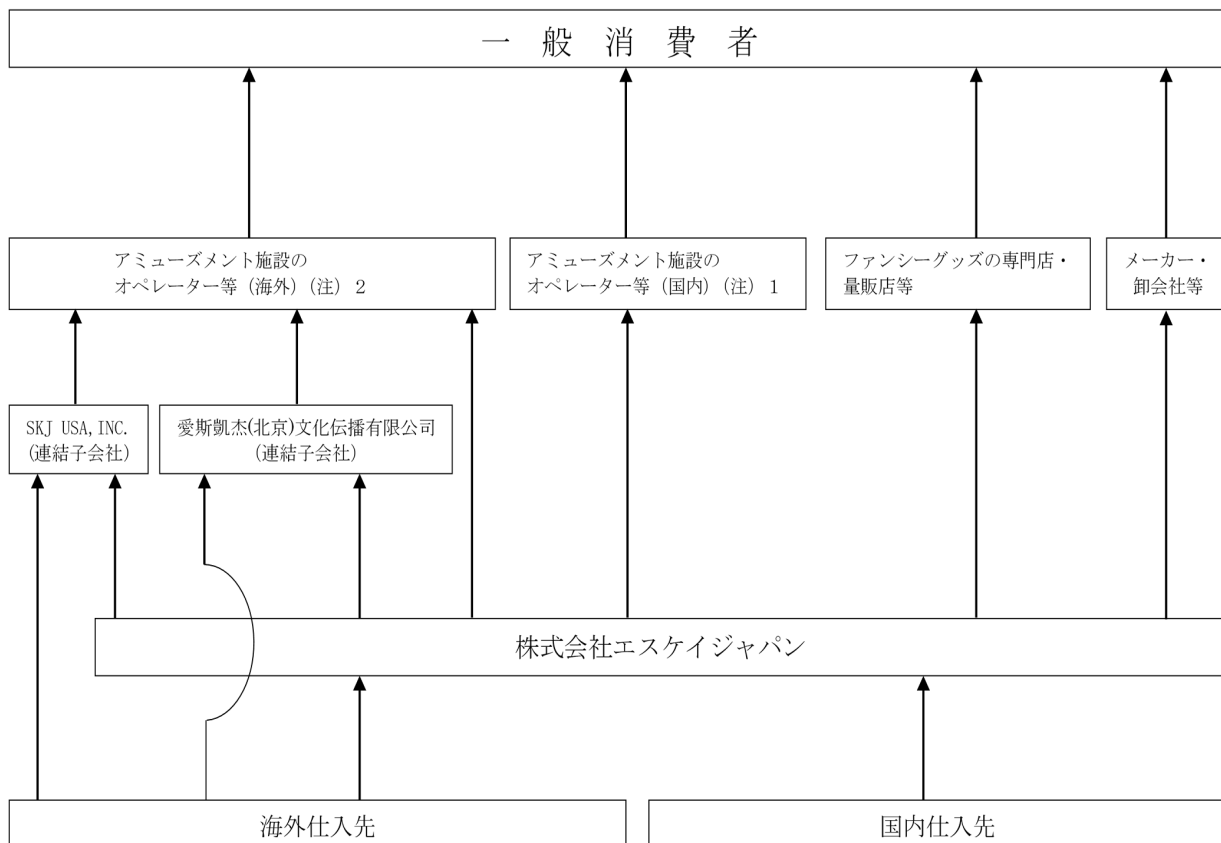 一般消費者
アミューズメント施設の
オペレーター等（海外）（注）２
アミューズメント施設の
オペレーター等（国内）（注）１
ファンシーグッズの専門店・
量販店等
メーカー・
卸会社等
SKJ USA,INC.
(連結子会社)
愛斯凱杰(北京)文化伝播有限公司
(連結子会社)
株式会社エスケイジャパン
海外仕入先
国内仕入先